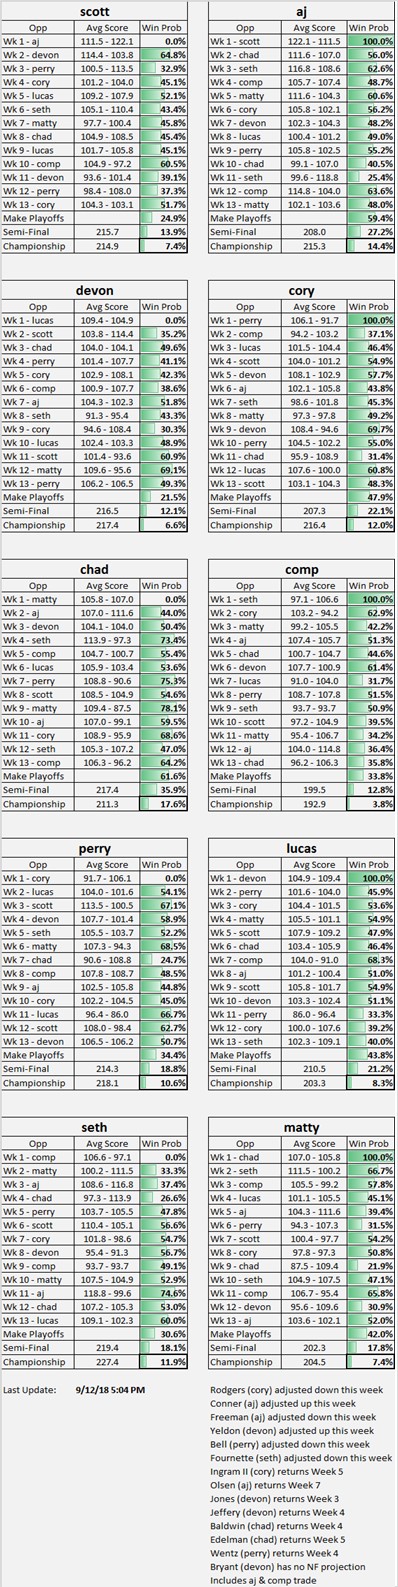 scott
Opp Avg Score Win Prob
Wk 1 - aj 111.5 - 122.1 0.0%
Wk 2 - devon 114.4 - 103.8 64.8%
Wk 3 - perry 100.5 - 113.5 32.9%
Wk 4 - cory 101.2 - 104.0 45.1%
Wk 5 - lucas 109.2 - 107.9 52.1%
Wk 6 - seth 105.1 - 110.4 43.4%
Wk 7 - matty 97.7 - 100.4 45.8%
Wk 8 - chad 104.9 - 108.5 45.4%
Wk 9 - lucas 101.7 - 105.8 45.1%
Wk 10 - comp 104.9 - 97.2 60.5%
Wk 11 - devon 93.6 - 101.4 39.1%
Wk 12 - perry 98.4 - 108.0 37.3%
Wk 13 - cory 104.3 - 103.1 51.7%
Make Playoffs 24.9%
Semi-Final 215.7 13.9%
Championship 214.9 7.4%
aj
Opp Avg Score Win Prob
Wk 1 - scott 122.1 - 111.5 100.0%
Wk 2 - chad 111.6 - 107.0 56.0%
Wk 3 - seth 116.8 - 108.6 62.6%
Wk 4 - comp 105.7 - 107.4 48.7%
Wk 5 - matty 111.6 - 104.3 60.6%
Wk 6 - cory 105.8 - 102.1 56.2%
Wk 7 - devon 102.3 - 104.3 48.2%
Wk 8 - lucas 100.4 - 101.2 49.0%
Wk 9 - perry 105.8 - 102.5 55.2%
Wk 10 - chad 99.1 - 107.0 40.5%
Wk 11 - seth 99.6 - 118.8 25.4%
Wk 12 - comp 114.8 - 104.0 63.6%
Wk 13 - matty 102.1 - 103.6 48.0%
Make Playoffs 59.4%
Semi-Final 208.0 27.2%
Championship 215.3 14.4%
devon
Opp Avg Score Win Prob
Wk 1 - lucas 109.4 - 104.9 0.0%
Wk 2 - scott 103.8 - 114.4 35.2%
Wk 3 - chad 104.0 - 104.1 49.6%
Wk 4 - perry 101.4 - 107.7 41.1%
Wk 5 - cory 102.9 - 108.1 42.3%
Wk 6 - comp 100.9 - 107.7 38.6%
Wk 7 - aj 104.3 - 102.3 51.8%
Wk 8 - seth 91.3 - 95.4 43.3%
Wk 9 - cory 94.6 - 108.4 30.3%
Wk 10 - lucas 102.4 - 103.3 48.9%
Wk 11 - scott 101.4 - 93.6 60.9%
Wk 12 - matty 109.6 - 95.6 69.1%
Wk 13 - perry 106.2 - 106.5 49.3%
Make Playoffs 21.5%
Semi-Final 216.5 12.1%
Championship 217.4 6.6%
cory
Opp Avg Score Win Prob
Wk 1 - perry 106.1 - 91.7 100.0%
Wk 2 - comp 94.2 - 103.2 37.1%
Wk 3 - lucas 101.5 - 104.4 46.4%
Wk 4 - scott 104.0 - 101.2 54.9%
Wk 5 - devon 108.1 - 102.9 57.7%
Wk 6 - aj 102.1 - 105.8 43.8%
Wk 7 - seth 98.6 - 101.8 45.3%
Wk 8 - matty 97.3 - 97.8 49.2%
Wk 9 - devon 108.4 - 94.6 69.7%
Wk 10 - perry 104.5 - 102.2 55.0%
Wk 11 - chad 95.9 - 108.9 31.4%
Wk 12 - lucas 107.6 - 100.0 60.8%
Wk 13 - scott 103.1 - 104.3 48.3%
Make Playoffs 47.9%
Semi-Final 207.3 22.1%
Championship 216.4 12.0%
chad
Opp Avg Score Win Prob
Wk 1 - matty 105.8 - 107.0 0.0%
Wk 2 - aj 107.0 - 111.6 44.0%
Wk 3 - devon 104.1 - 104.0 50.4%
Wk 4 - seth 113.9 - 97.3 73.4%
Wk 5 - comp 104.7 - 100.7 55.4%
Wk 6 - lucas 105.9 - 103.4 53.6%
Wk 7 - perry 108.8 - 90.6 75.3%
Wk 8 - scott 108.5 - 104.9 54.6%
Wk 9 - matty 109.4 - 87.5 78.1%
Wk 10 - aj 107.0 - 99.1 59.5%
Wk 11 - cory 108.9 - 95.9 68.6%
Wk 12 - seth 105.3 - 107.2 47.0%
Wk 13 - comp 106.3 - 96.2 64.2%
Make Playoffs 61.6%
Semi-Final 217.4 35.9%
Championship 211.3 17.6%
comp
Opp Avg Score Win Prob
Wk 1 - seth 97.1 - 106.6 100.0%
Wk 2 - cory 103.2 - 94.2 62.9%
Wk 3 - matty 99.2 - 105.5 42.2%
Wk 4 - aj 107.4 - 105.7 51.3%
Wk 5 - chad 100.7 - 104.7 44.6%
Wk 6 - devon 107.7 - 100.9 61.4%
Wk 7 - lucas 91.0 - 104.0 31.7%
Wk 8 - perry 108.7 - 107.8 51.5%
Wk 9 - seth 93.7 - 93.7 50.9%
Wk 10 - scott 97.2 - 104.9 39.5%
Wk 11 - matty 95.4 - 106.7 34.2%
Wk 12 - aj 104.0 - 114.8 36.4%
Wk 13 - chad 96.2 - 106.3 35.8%
Make Playoffs 33.8%
Semi-Final 199.5 12.8%
Championship 192.9 3.8%
perry
Opp Avg Score Win Prob
Wk 1 - cory 91.7 - 106.1 0.0%
Wk 2 - lucas 104.0 - 101.6 54.1%
Wk 3 - scott 113.5 - 100.5 67.1%
Wk 4 - devon 107.7 - 101.4 58.9%
Wk 5 - seth 105.5 - 103.7 52.2%
Wk 6 - matty 107.3 - 94.3 68.5%
Wk 7 - chad 90.6 - 108.8 24.7%
Wk 8 - comp 107.8 - 108.7 48.5%
Wk 9 - aj 102.5 - 105.8 44.8%
Wk 10 - cory 102.2 - 104.5 45.0%
Wk 11 - lucas 96.4 - 86.0 66.7%
Wk 12 - scott 108.0 - 98.4 62.7%
Wk 13 - devon 106.5 - 106.2 50.7%
Make Playoffs 34.4%
Semi-Final 214.3 18.8%
Championship 218.1 10.6%
lucas
Opp Avg Score Win Prob
Wk 1 - devon 104.9 - 109.4 100.0%
Wk 2 - perry 101.6 - 104.0 45.9%
Wk 3 - cory 104.4 - 101.5 53.6%
Wk 4 - matty 105.5 - 101.1 54.9%
Wk 5 - scott 107.9 - 109.2 47.9%
Wk 6 - chad 103.4 - 105.9 46.4%
Wk 7 - comp 104.0 - 91.0 68.3%
Wk 8 - aj 101.2 - 100.4 51.0%
Wk 9 - scott 105.8 - 101.7 54.9%
Wk 10 - devon 103.3 - 102.4 51.1%
Wk 11 - perry 86.0 - 96.4 33.3%
Wk 12 - cory 100.0 - 107.6 39.2%
Wk 13 - seth 102.3 - 109.1 40.0%
Make Playoffs 43.8%
Semi-Final 210.5 21.2%
Championship 203.3 8.3%
seth
Opp Avg Score Win Prob
Wk 1 - comp 106.6 - 97.1 0.0%
Wk 2 - matty 100.2 - 111.5 33.3%
Wk 3 - aj 108.6 - 116.8 37.4%
Wk 4 - chad 97.3 - 113.9 26.6%
Wk 5 - perry 103.7 - 105.5 47.8%
Wk 6 - scott 110.4 - 105.1 56.6%
Wk 7 - cory 101.8 - 98.6 54.7%
Wk 8 - devon 95.4 - 91.3 56.7%
Wk 9 - comp 93.7 - 93.7 49.1%
Wk 10 - matty 107.5 - 104.9 52.9%
Wk 11 - aj 118.8 - 99.6 74.6%
Wk 12 - chad 107.2 - 105.3 53.0%
Wk 13 - lucas 109.1 - 102.3 60.0%
Make Playoffs 30.6%
Semi-Final 219.4 18.1%
Championship 227.4 11.9%
matty
Opp Avg Score Win Prob
Wk 1 - chad 107.0 - 105.8 100.0%
Wk 2 - seth 111.5 - 100.2 66.7%
Wk 3 - comp 105.5 - 99.2 57.8%
Wk 4 - lucas 101.1 - 105.5 45.1%
Wk 5 - aj 104.3 - 111.6 39.4%
Wk 6 - perry 94.3 - 107.3 31.5%
Wk 7 - scott 100.4 - 97.7 54.2%
Wk 8 - cory 97.8 - 97.3 50.8%
Wk 9 - chad 87.5 - 109.4 21.9%
Wk 10 - seth 104.9 - 107.5 47.1%
Wk 11 - comp 106.7 - 95.4 65.8%
Wk 12 - devon 95.6 - 109.6 30.9%
Wk 13 - aj 103.6 - 102.1 52.0%
Make Playoffs 42.0%
Semi-Final 202.3 17.8%
Championship 204.5 7.4%
Last Update: 9/12/18 5:04 PM
Rodgers (cory) adjusted down this week
Conner (aj) adjusted up this week
Freeman (aj) adjusted down this week
Yeldon (devon) adjusted up this week
Bell (perry) adjusted down this week
Fournette (seth) adjusted down this week
Ingram II (cory) returns Week 5
Olsen (aj) returns Week 7
Jones (devon) returns Week 3
Jeffery (devon) returns Week 4
Baldwin (chad) returns Week 4
Edelman (chad) returns Week 5
Wentz (perry) returns Week 4
Bryant (devon) has no NF projection
Includes aj & comp trade